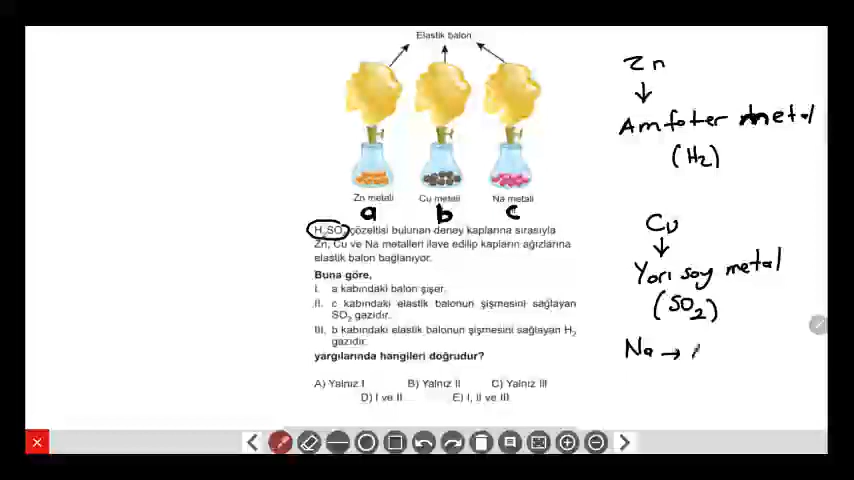 Elastik balon
Zn metali
Cu metali
Na metali
a
b
c
H2SO4 çözeltisi bulunan deney kaplarına sırasıyla
Zn, Cu ve Na metalleri ilave edilip kapların ağızlarına
elastik balon bağlanıyor.
Buna göre,
I. a kabındaki balon şişer.
II. c kabındaki elastik balonun şişmesini sağlayan
SO2 gazıdır.
III. b kabındaki elastik balonun şişmesini sağlayan H2
gazıdır.
yargılarında hangileri doğrudur?
A) Yalnız I B) Yalnız II C) Yalnız III
D) I ve II E) I, II ve III
Zn
↓
Amfoter metal
(H2)
Cu
↓
Yarı soy metal
(SO2)
Na →